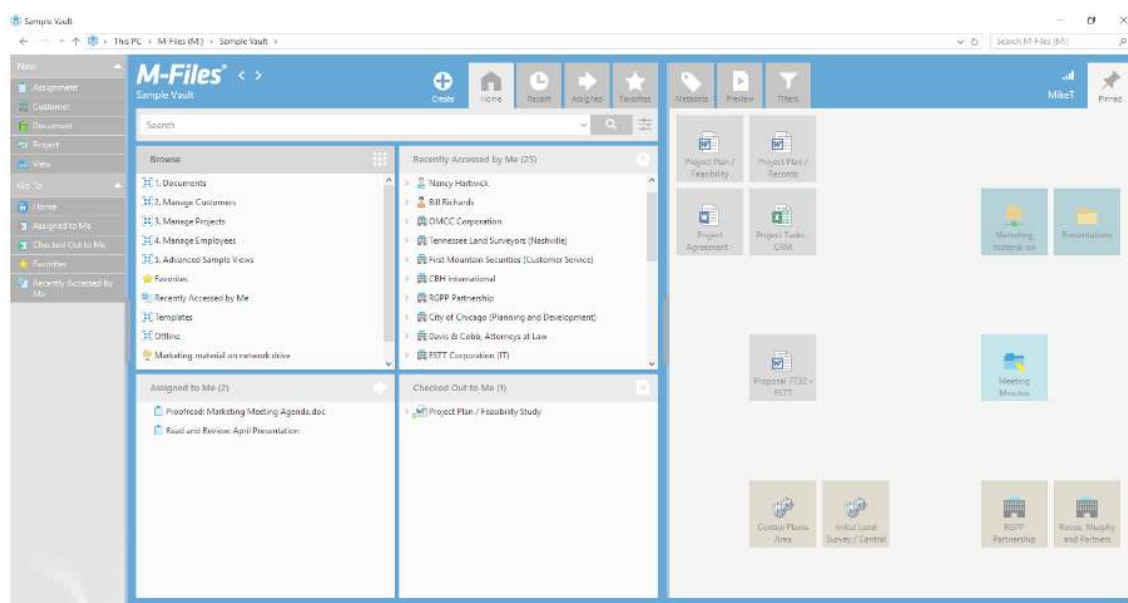 Sample Vault
This PC › M-Files (M:) › Sample Vault ›
Search M-Files (M:)
New
Assignment
Customer
Document
Project
View
Go To
Home
Assigned to Me
Checked Out to Me
Favorites
Recently Accessed by
Me
M-Files®
Sample Vault
Create
Home
Recent
Assigned
Favorites
Metadata
Preview
Filters
MikeT
Pinned
Search
Browse
1. Documents
2. Manage Customers
3. Manage Projects
4. Manage Employees
5. Advanced Sample Views
Favorites
Recently Accessed by Me
Templates
Offline
Marketing material on network drive
Recently Accessed by Me (25)
Nancy Hartwick
Bill Richards
OMCC Corporation
Tennessee Land Surveyors (Nashville)
First Mountain Securities (Customer Service)
CBH International
RGPP Partnership
City of Chicago (Planning and Development)
Davis & Cobb, Attorneys at Law
ESTT Corporation (IT)
Assigned to Me (2)
Proofread: Marketing Meeting Agenda.doc
Read and Review: April Presentation
Checked Out to Me (1)
Project Plan / Feasibility Study
Project Plan /
Feasibility
Project Plan /
Records
Project
Agreement -
Project Tasks -
CRM
Marketing
material on
Presentations
Proposal 7732 -
ESTT
Meeting
Minutes
Central Plains
Area
Initial Land
Survey / Central
RGPP
Partnership
Reece, Murphy
and Partners